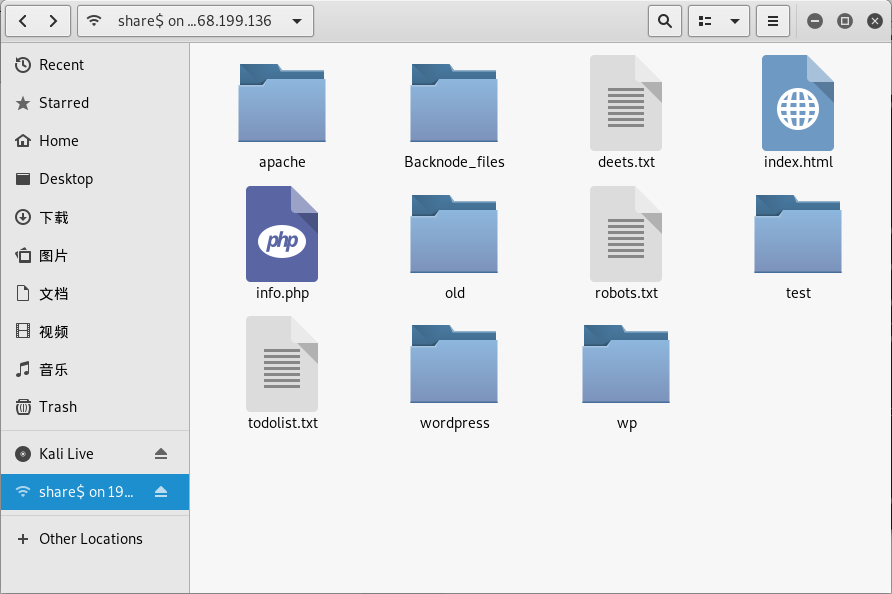 share$ on ...68.199.136
Recent
Starred
Home
Desktop
下载
图片
文档
视频
音乐
Trash
Kali Live
share$ on 19...
Other Locations
apache
Backnode_files
deets.txt
index.html
php
info.php
old
robots.txt
test
todolist.txt
wordpress
wp